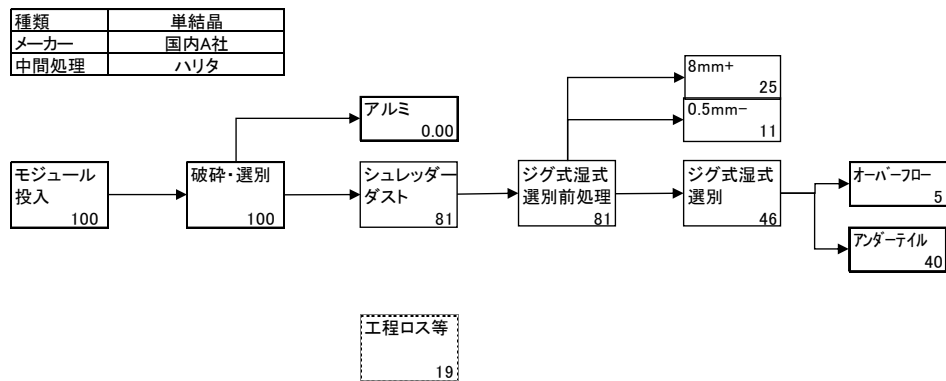 種類 単結晶
メーカー 国内A社
中間処理 ハリタ
8mm+
25
0.5mm−
11
アルミ
0.00
モジュール
投入
100
破砕・選別
100
シュレッダー
ダスト
81
ジグ式湿式
選別前処理
81
ジグ式湿式
選別
46
オーバーフロー
5
アンダーテイル
40
工程ロス等
19